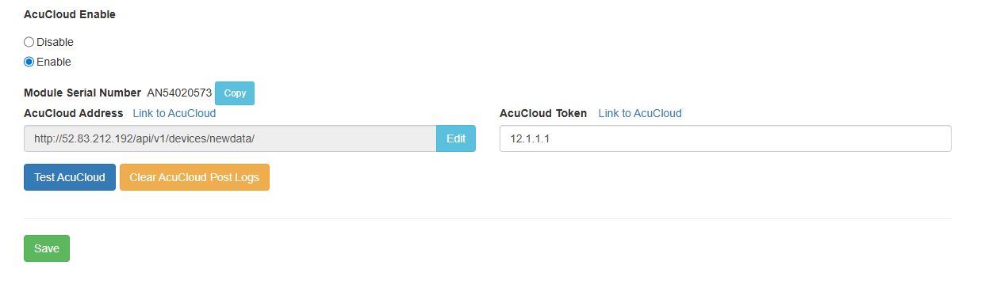 AcuCloud Enable
Disable
Enable
Module Serial Number AN54020573 Copy
AcuCloud Address Link to AcuCloud
AcuCloud Token Link to AcuCloud
http://52.83.212.192/api/v1/devices/newdata/ Edit
12.1.1.1
Test AcuCloud Clear AcuCloud Post Logs
Save